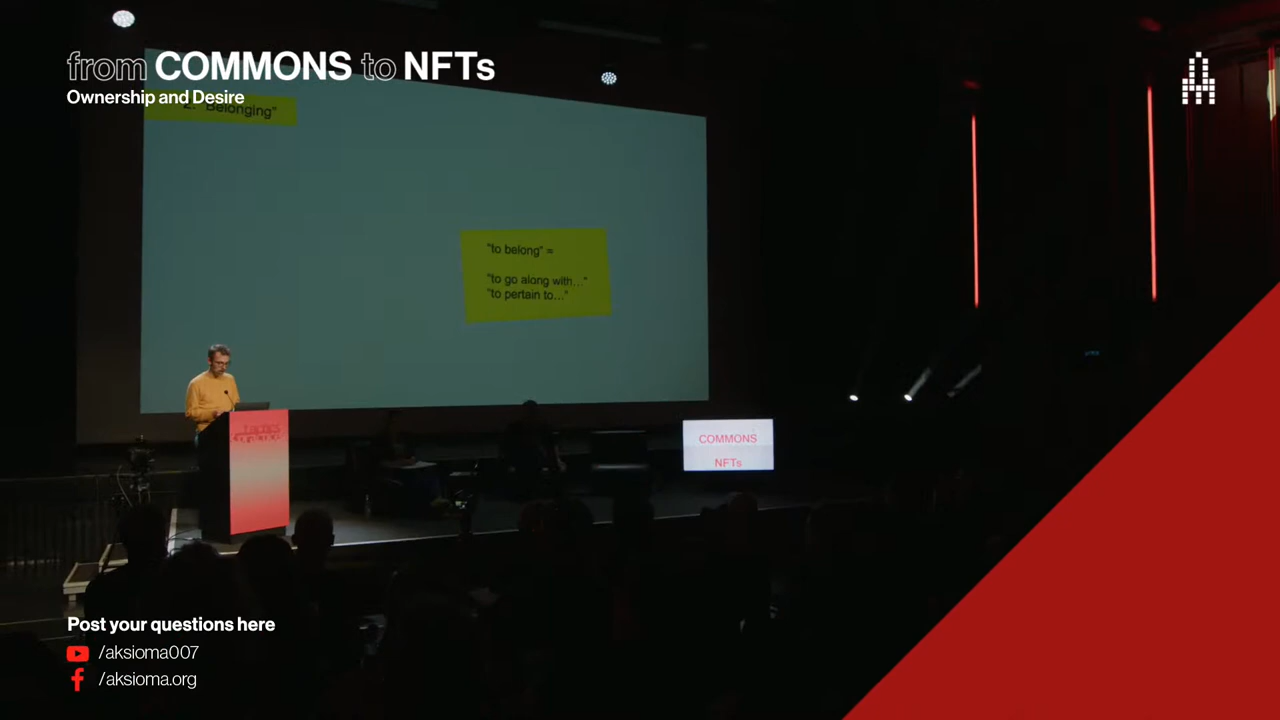 from COMMONS to NFTs
Ownership and Desire
2. "Belonging"
"to belong" =
"to go along with..."
"to pertain to..."
COMMONS
NFTs
Post your questions here
/aksioma007
/aksioma.org